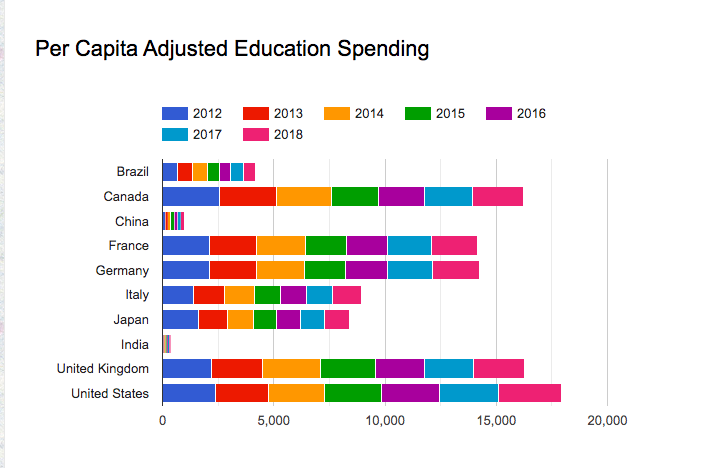 Per Capita Adjusted Education Spending
2012 2013 2014 2015 2016
2017 2018
Brazil
Canada
China
France
Germany
Italy
Japan
India
United Kingdom
United States
0 5,000 10,000 15,000 20,000